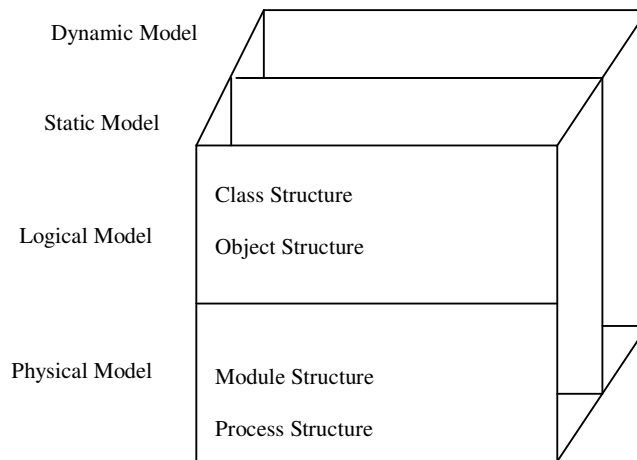 Dynamic Model
Static Model
Class Structure
Logical Model
Object Structure
Physical Model
Module Structure
Process Structure